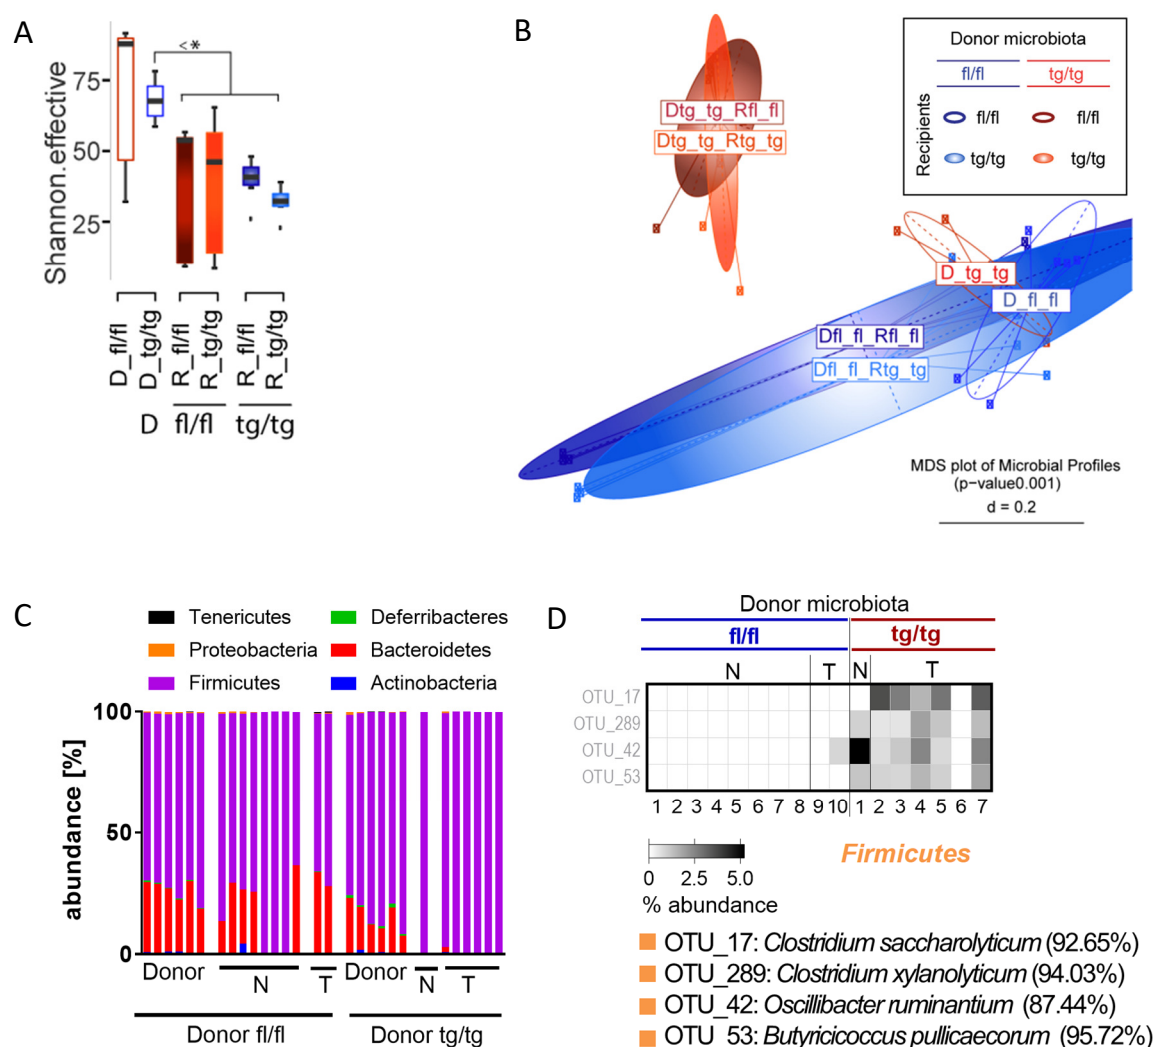 A
Shannon.effective
75
50
25
<*
D_fl/fl
D_tg/tg
R_fl/fl
R_tg/tg
R_fl/fl
R_tg/tg
D fl/fl tg/tg
B
Donor microbiota
fl/fl tg/tg
Recipients
fl/fl fl/fl
tg/tg tg/tg
Dtg_tg_Rfl_fl
Dtg_tg_Rtg_tg
D_tg_tg
D_fl_fl
Dfl_fl_Rfl_fl
Dfl_fl_Rtg_tg
MDS plot of Microbial Profiles
(p-value0.001)
d = 0.2
C
Tenericutes Deferribacteres
Proteobacteria Bacteroidetes
Firmicutes Actinobacteria
abundance [%]
100
50
0
Donor N T Donor N T
Donor fl/fl Donor tg/tg
D
Donor microbiota
fl/fl tg/tg
N T N T
OTU_17
OTU_289
OTU_42
OTU_53
1 2 3 4 5 6 7 8 9 10 1 2 3 4 5 6 7
0 2.5 5.0
% abundance
Firmicutes
OTU_17: Clostridium saccharolyticum (92.65%)
OTU_289: Clostridium xylanolyticum (94.03%)
OTU_42: Oscillibacter ruminantium (87.44%)
OTU_53: Butyricicoccus pullicaecorum (95.72%)